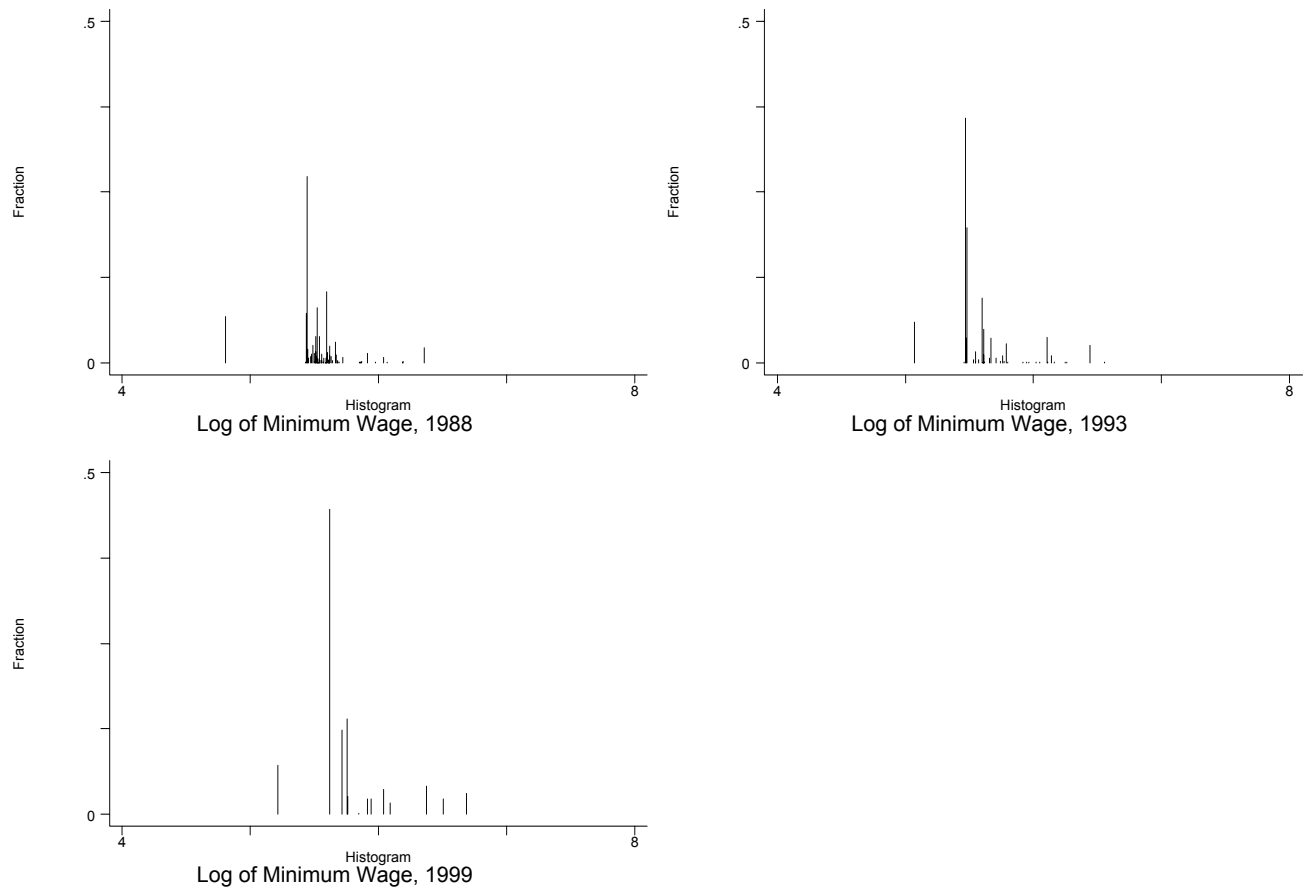 .5
Fraction
0
4
8
Histogram
Log of Minimum Wage, 1988
.5
Fraction
0
4
8
Histogram
Log of Minimum Wage, 1993
.5
Fraction
0
4
8
Histogram
Log of Minimum Wage, 1999